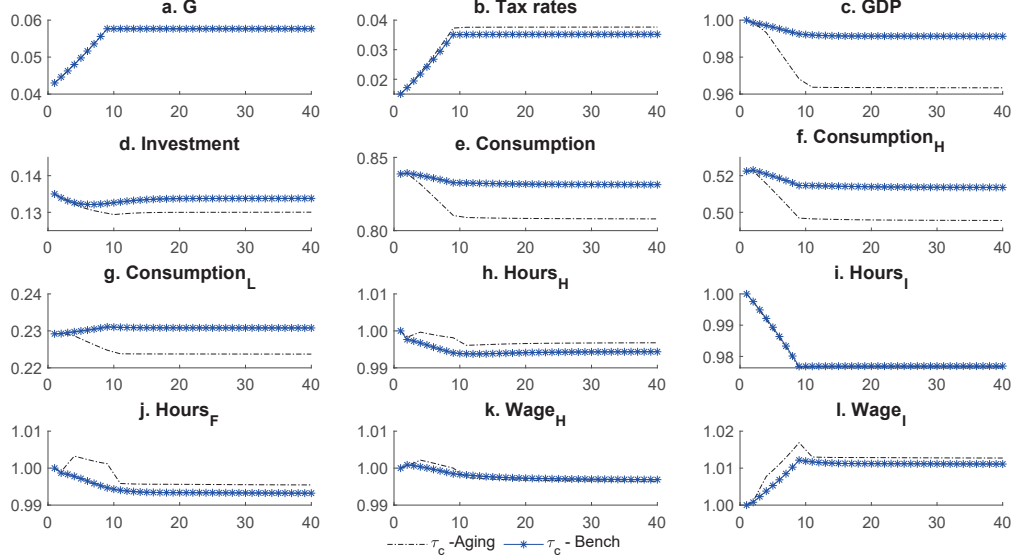 a. G
0.06
0.05
0.04
0 10 20 30 40
b. Tax rates
0.04
0.03
0.02
0 10 20 30 40
c. GDP
1.00
0.98
0.96
0 10 20 30 40
d. Investment
0.14
0.13
0 10 20 30 40
e. Consumption
0.85
0.80
0 10 20 30 40
f. Consumption_H
0.52
0.50
0 10 20 30 40
g. Consumption_L
0.24
0.23
0.22
0 10 20 30 40
h. Hours_H
1.01
1.00
0.99
0 10 20 30 40
i. Hours_I
1.00
0.99
0.98
0 10 20 30 40
j. Hours_F
1.01
1.00
0.99
0 10 20 30 40
k. Wage_H
1.01
1.00
0.99
0 10 20 30 40
l. Wage_I
1.02
1.01
1.00
0 10 20 30 40
τ_c -Aging τ_c - Bench